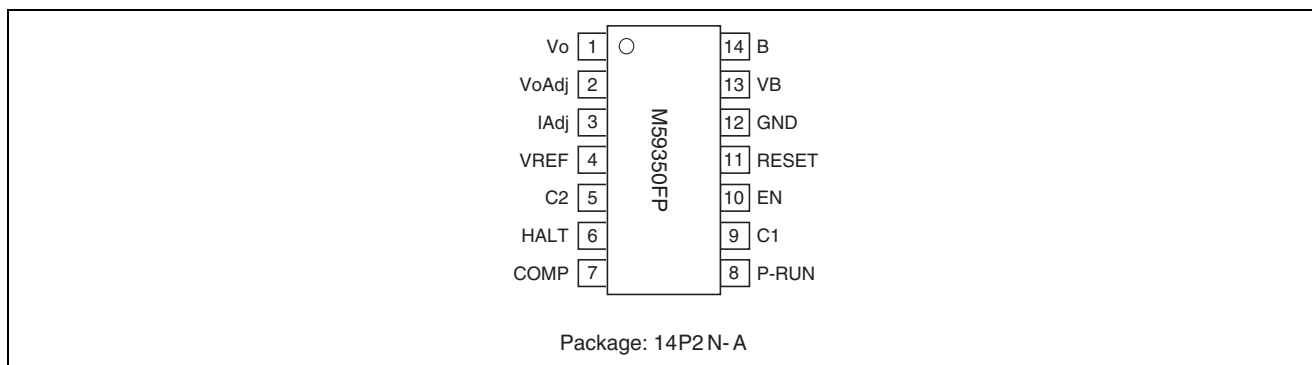 Vo 1 14 B
VoAdj 2 13 VB
IAdj 3 12 GND
VREF 4 11 RESET
C2 5 10 EN
HALT 6 9 C1
COMP 7 8 P-RUN
M59350FP
Package: 14P2N-A